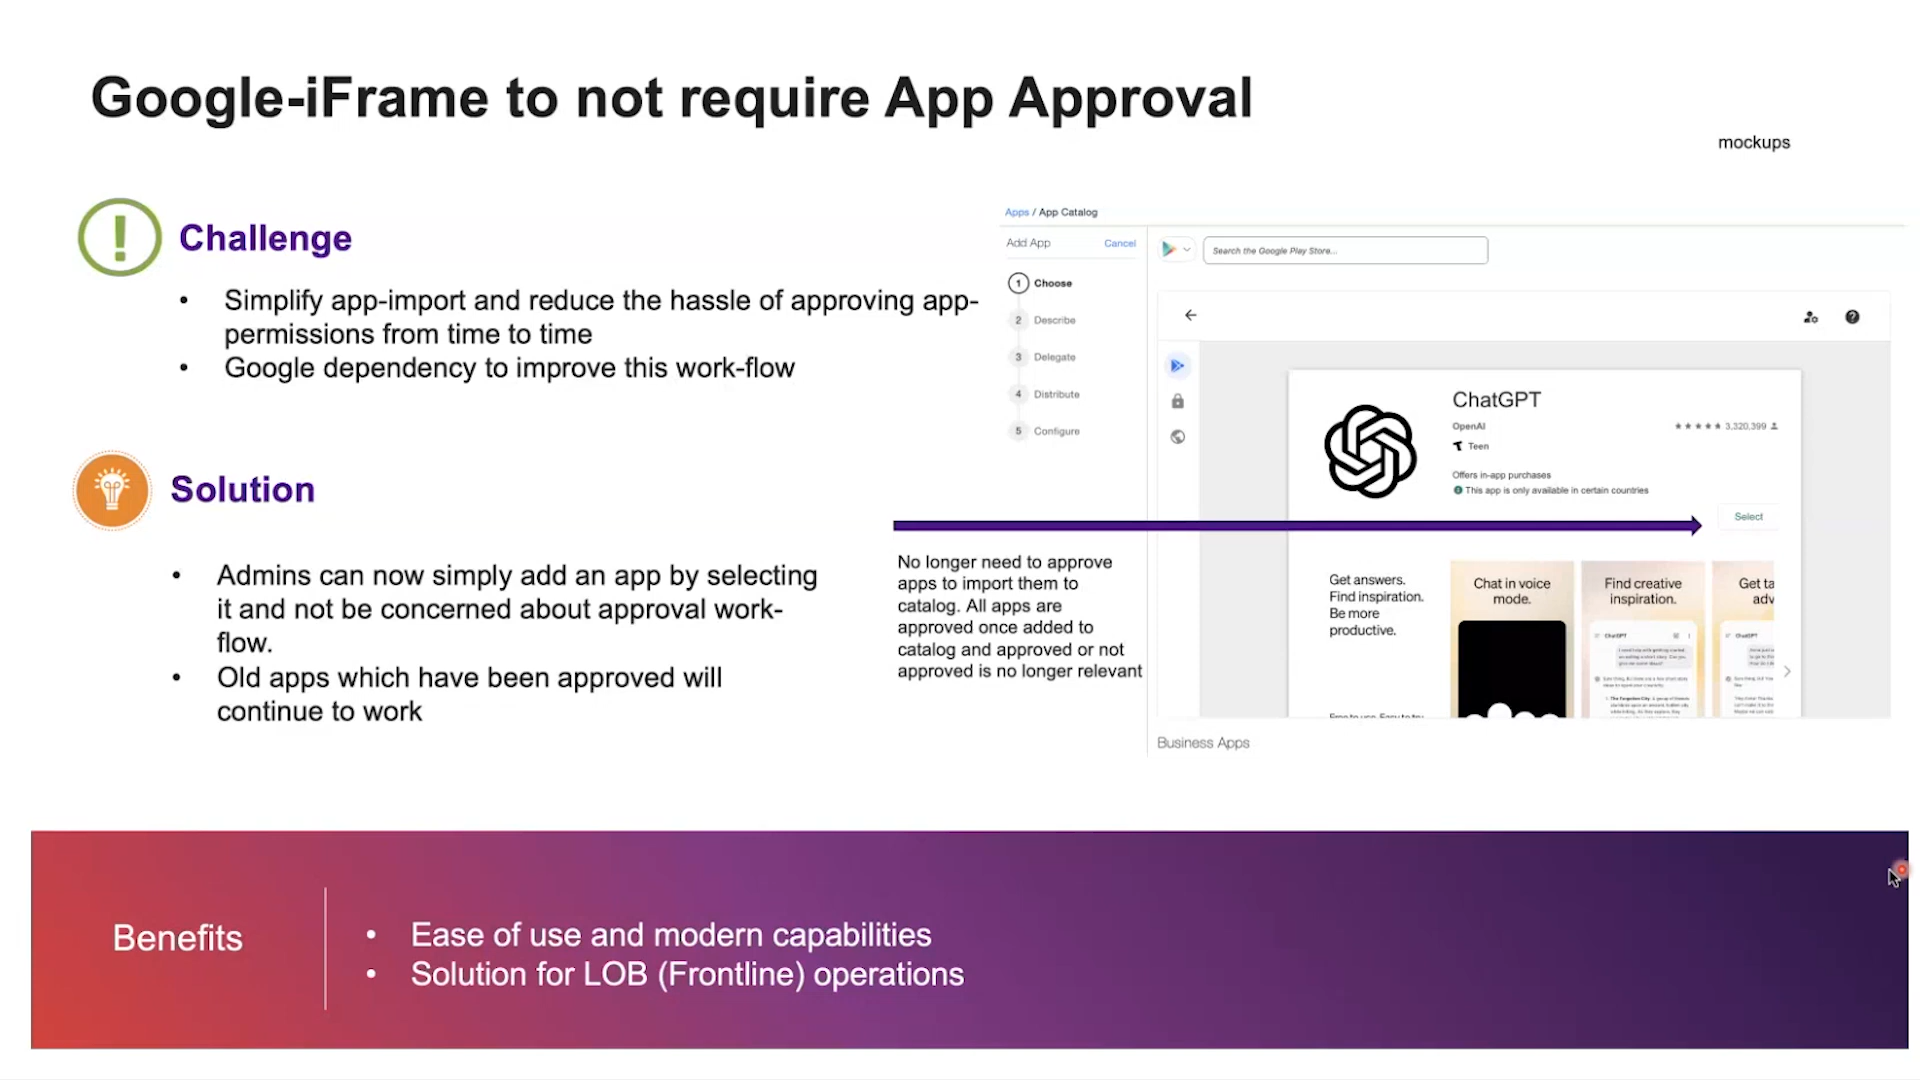 Google-iFrame to not require App Approval
mockups
Challenge
• Simplify app-import and reduce the hassle of approving app-
permissions from time to time
• Google dependency to improve this work-flow
Solution
• Admins can now simply add an app by selecting
it and not be concerned about approval work-
flow.
• Old apps which have been approved will
continue to work
No longer need to approve
apps to import them to
catalog. All apps are
approved once added to
catalog and approved or not
approved is no longer relevant
Apps / App Catalog
Add App Cancel
1 Choose
2 Describe
3 Delegate
4 Distribute
5 Configure
Search the Google Play Store...
ChatGPT
OpenAI
3,320,399
Teen
Offers in-app purchases
This app is only available in certain countries
Select
Get answers.
Find inspiration.
Be more
productive.
Chat in voice
mode.
Find creative
inspiration.
Get ta
adv
ChatGPT
ChatGPT
Business Apps
Benefits
• Ease of use and modern capabilities
• Solution for LOB (Frontline) operations